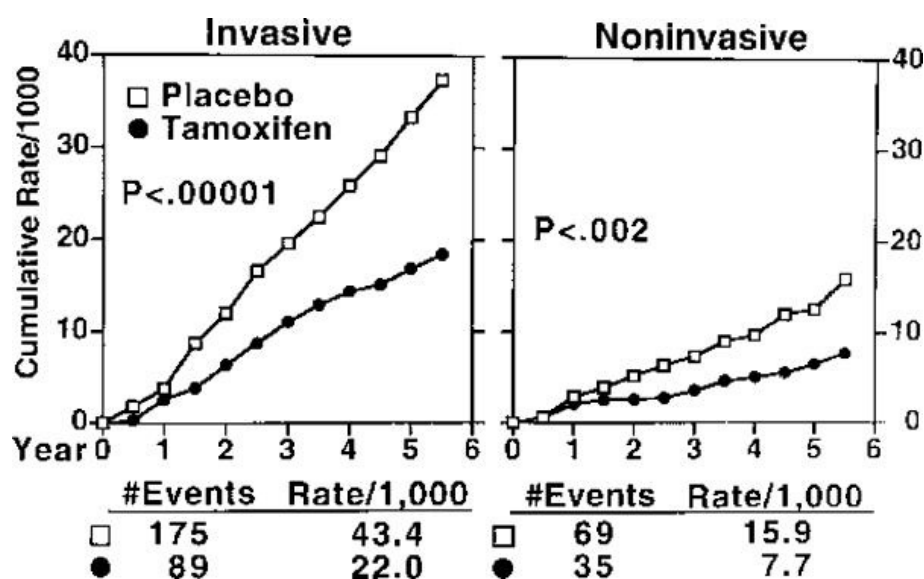 Invasive
Noninvasive
40
30
20
10
0
Cumulative Rate/1000
□ Placebo
● Tamoxifen
P<.00001
P<.002
40
30
20
10
0
Year 0 1 2 3 4 5 6
0 1 2 3 4 5 6
#Events Rate/1,000
□ 175 43.4
● 89 22.0
#Events Rate/1,000
□ 69 15.9
● 35 7.7